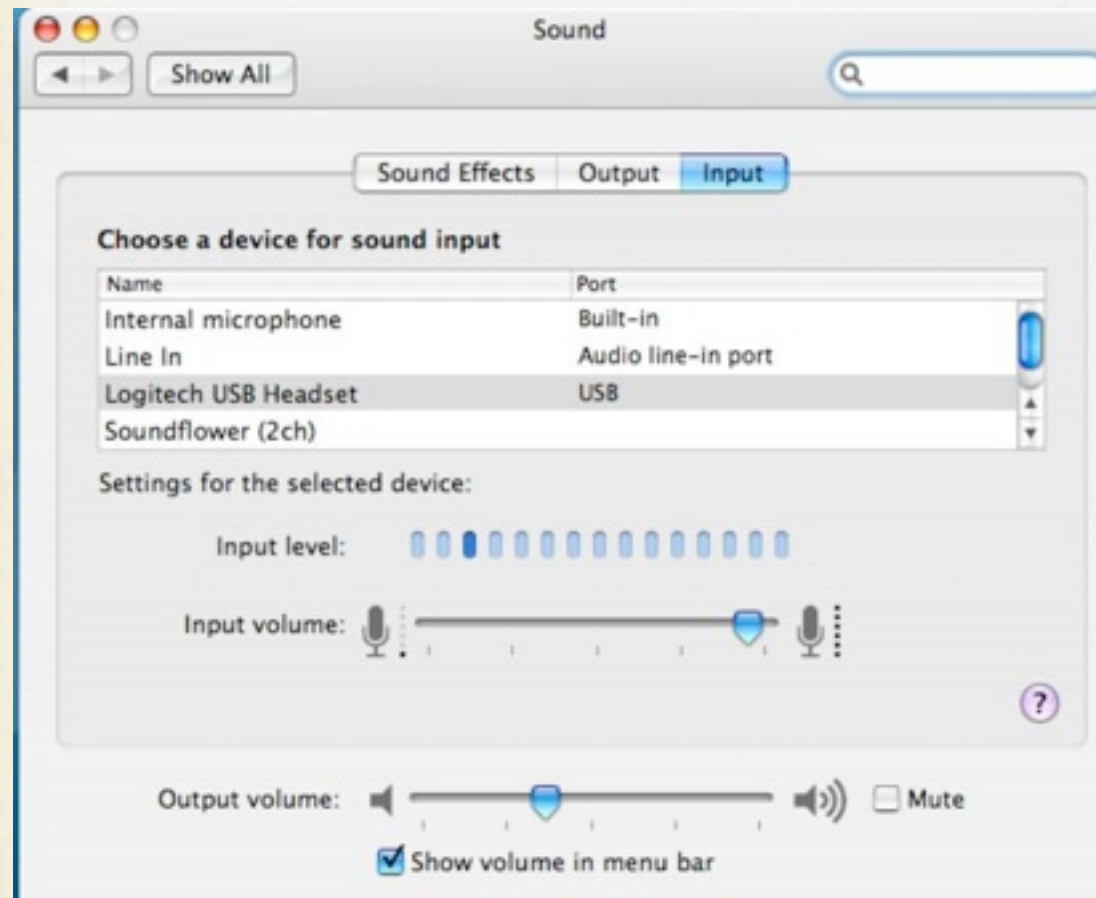 Sound
Show All
Sound Effects Output Input
Choose a device for sound input
Name Port
Internal microphone Built-in
Line In Audio line-in port
Logitech USB Headset USB
Soundflower (2ch)
Settings for the selected device:
Input level:
Input volume:
?
Output volume: Mute
Show volume in menu bar